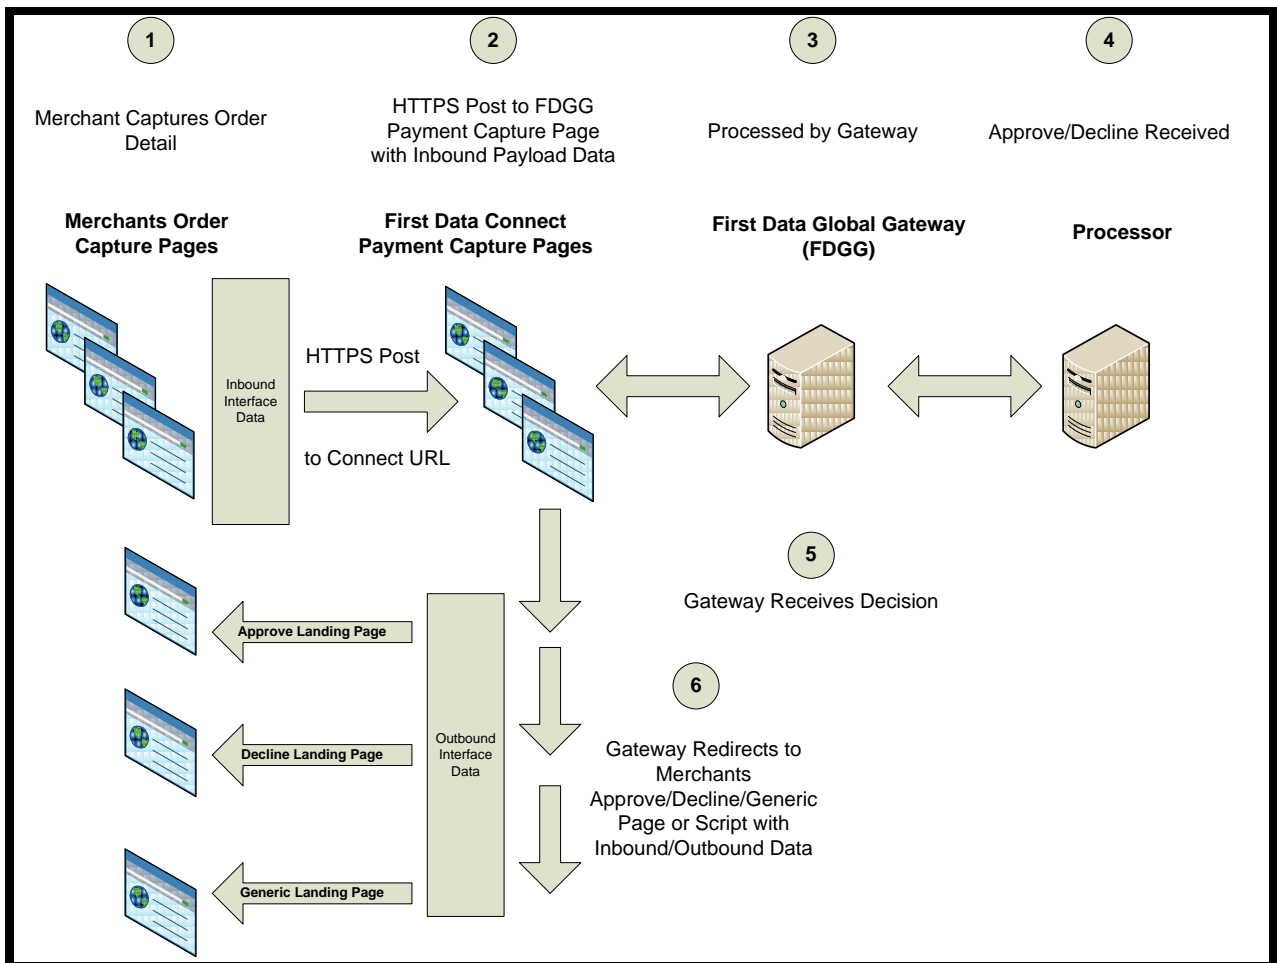 1
2
3
4
Merchant Captures Order
Detail
HTTPS Post to FDGG
Payment Capture Page
with Inbound Payload Data
Processed by Gateway
Approve/Decline Received
Merchants Order
Capture Pages
First Data Connect
Payment Capture Pages
First Data Global Gateway
(FDGG)
Processor
Inbound
Interface
Data
HTTPS Post
to Connect URL
5
Gateway Receives Decision
Approve Landing Page
6
Decline Landing Page
Outbound
Interface
Data
Gateway Redirects to
Merchants
Approve/Decline/Generic
Page or Script with
Inbound/Outbound Data
Generic Landing Page